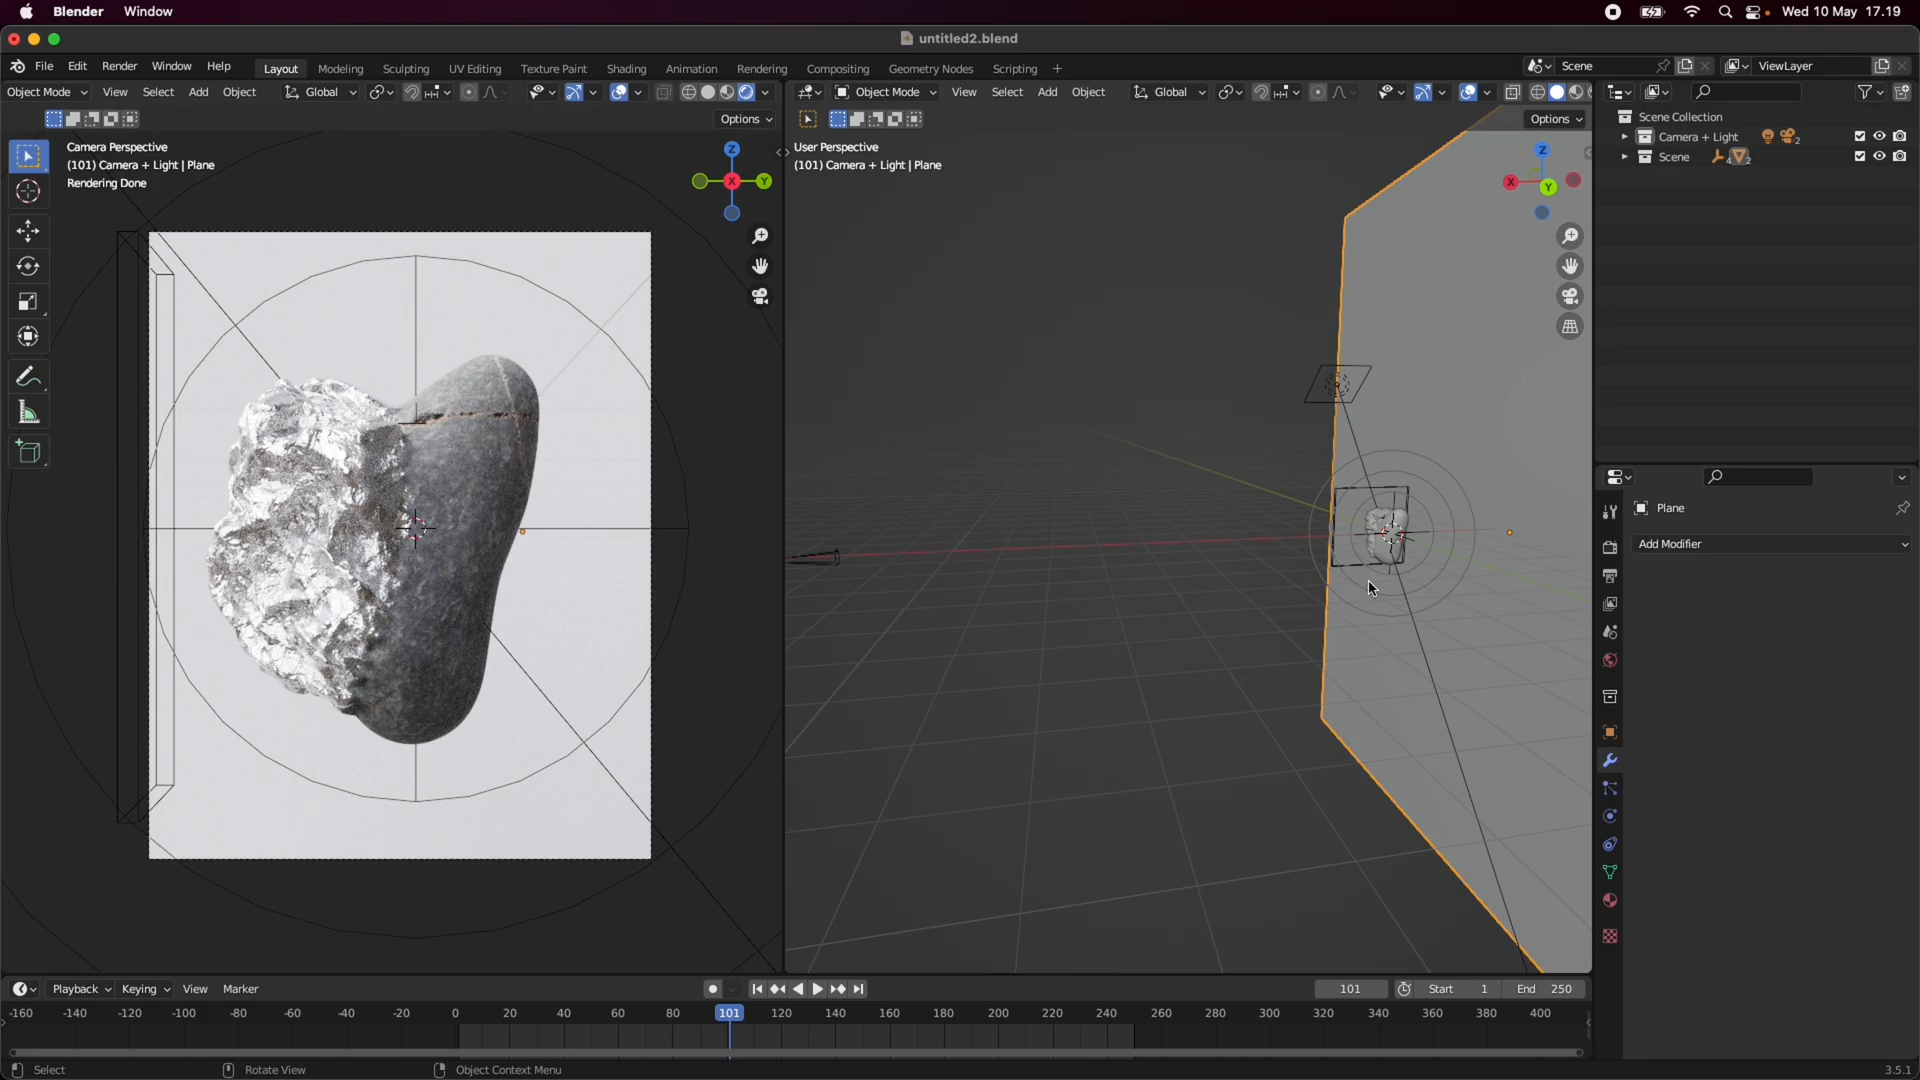 Blender Window Wed 10 May 17.19
untitled2.blend
File Edit Render Window Help Layout Modeling Sculpting UV Editing Texture Paint Shading Animation Rendering Compositing Geometry Nodes Scripting + Scene ViewLayer
Object Mode View Select Add Object Global Object Mode View Select Add Object Global
Options Options
Scene Collection
Camera + Light 2
Scene 4 2
Camera Perspective
(101) Camera + Light | Plane
Rendering Done
Z
X
Y
User Perspective
(101) Camera + Light | Plane
Z
X
Y
Plane
Add Modifier
Playback Keying View Marker 101 Start 1 End 250
-160 -140 -120 -100 -80 -60 -40 -20 0 20 40 60 80 101 120 140 160 180 200 220 240 260 280 300 320 340 360 380 400
Select Rotate View Object Context Menu 3.5.1